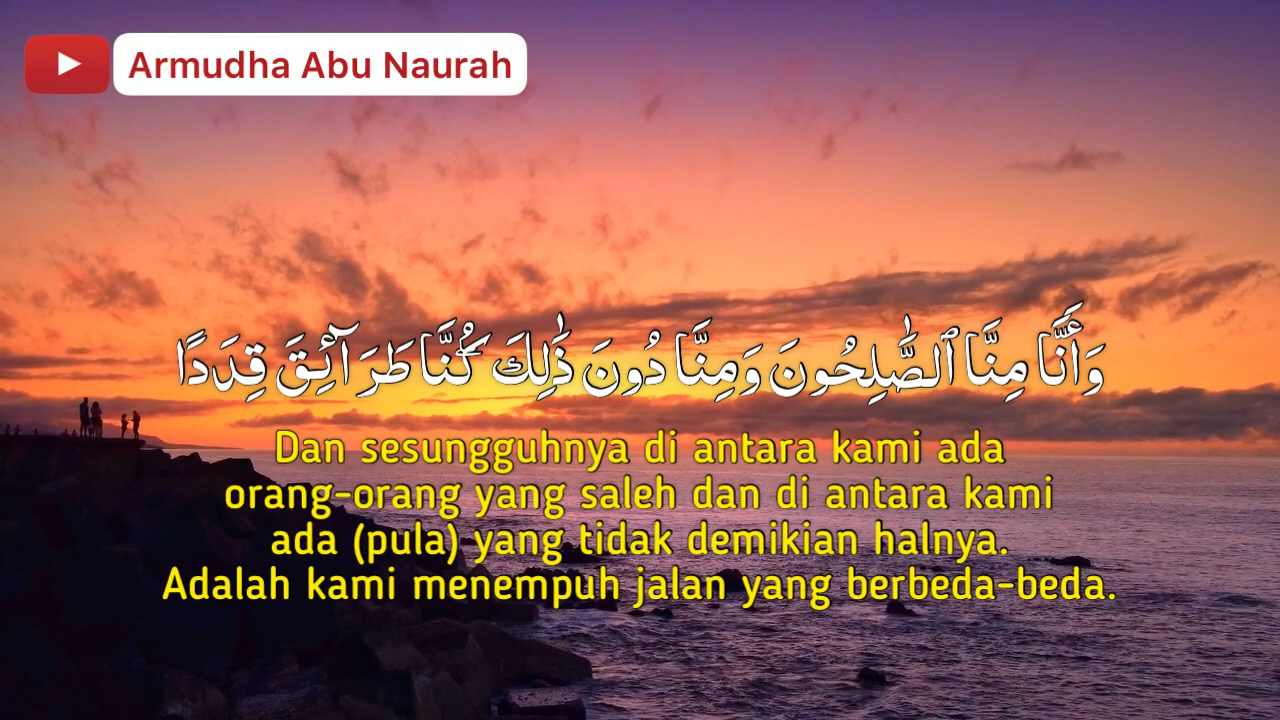 Armudha Abu Naurah
وَأَنَّا مِنَّا ٱلصَّٰلِحُونَ وَمِنَّا دُونَ ذَٰلِكَ كُنَّا طَرَآئِقَ قِدَدًا
Dan sesungguhnya di antara kami ada
orang-orang yang saleh dan di antara kami
ada (pula) yang tidak demikian halnya.
Adalah kami menempuh jalan yang berbeda-beda.